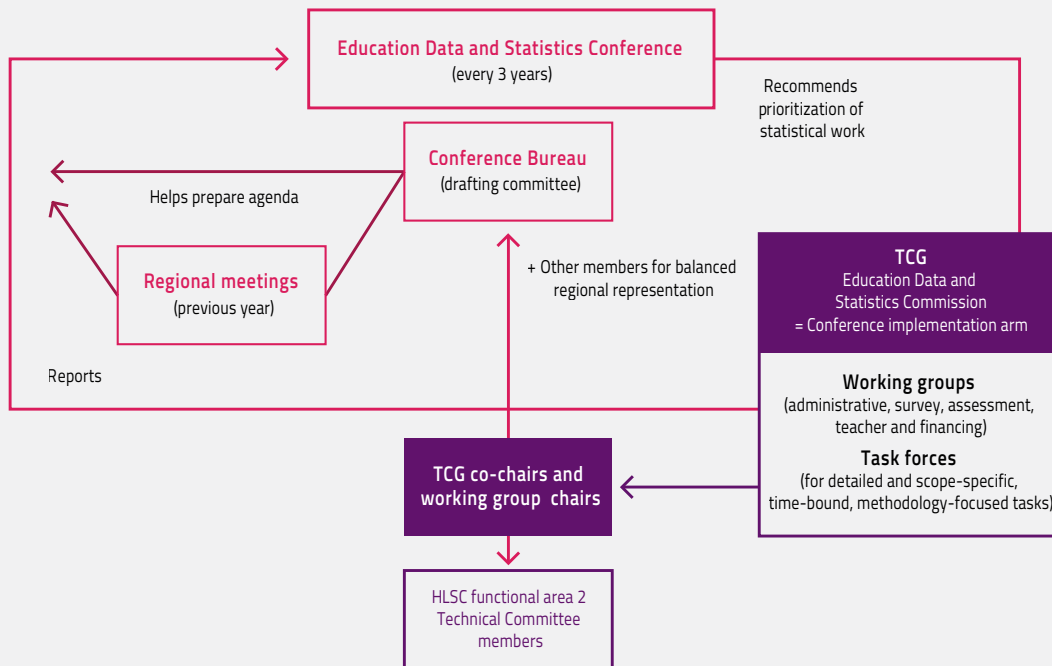 Education Data and Statistics Conference
(every 3 years)
Recommends
prioritization of
statistical work
Conference Bureau
(drafting committee)
Helps prepare agenda
Regional meetings
(previous year)
+ Other members for balanced
regional representation
TCG
Education Data and
Statistics Commission
= Conference implementation arm
Reports
Working groups
(administrative, survey, assessment,
teacher and financing)
Task forces
(for detailed and scope-specific,
time-bound, methodology-focused tasks)
TCG co-chairs and
working group chairs
HLSC functional area 2
Technical Committee
members